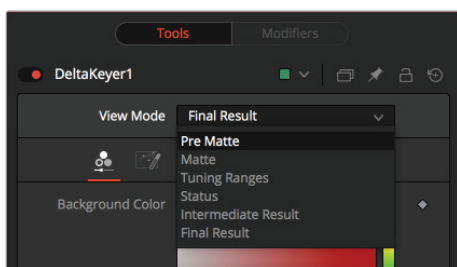 Tools Modifiers
DeltaKeyer1
View Mode Final Result
Pre Matte
Matte
Tuning Ranges
Status
Background Color
Intermediate Result
Final Result